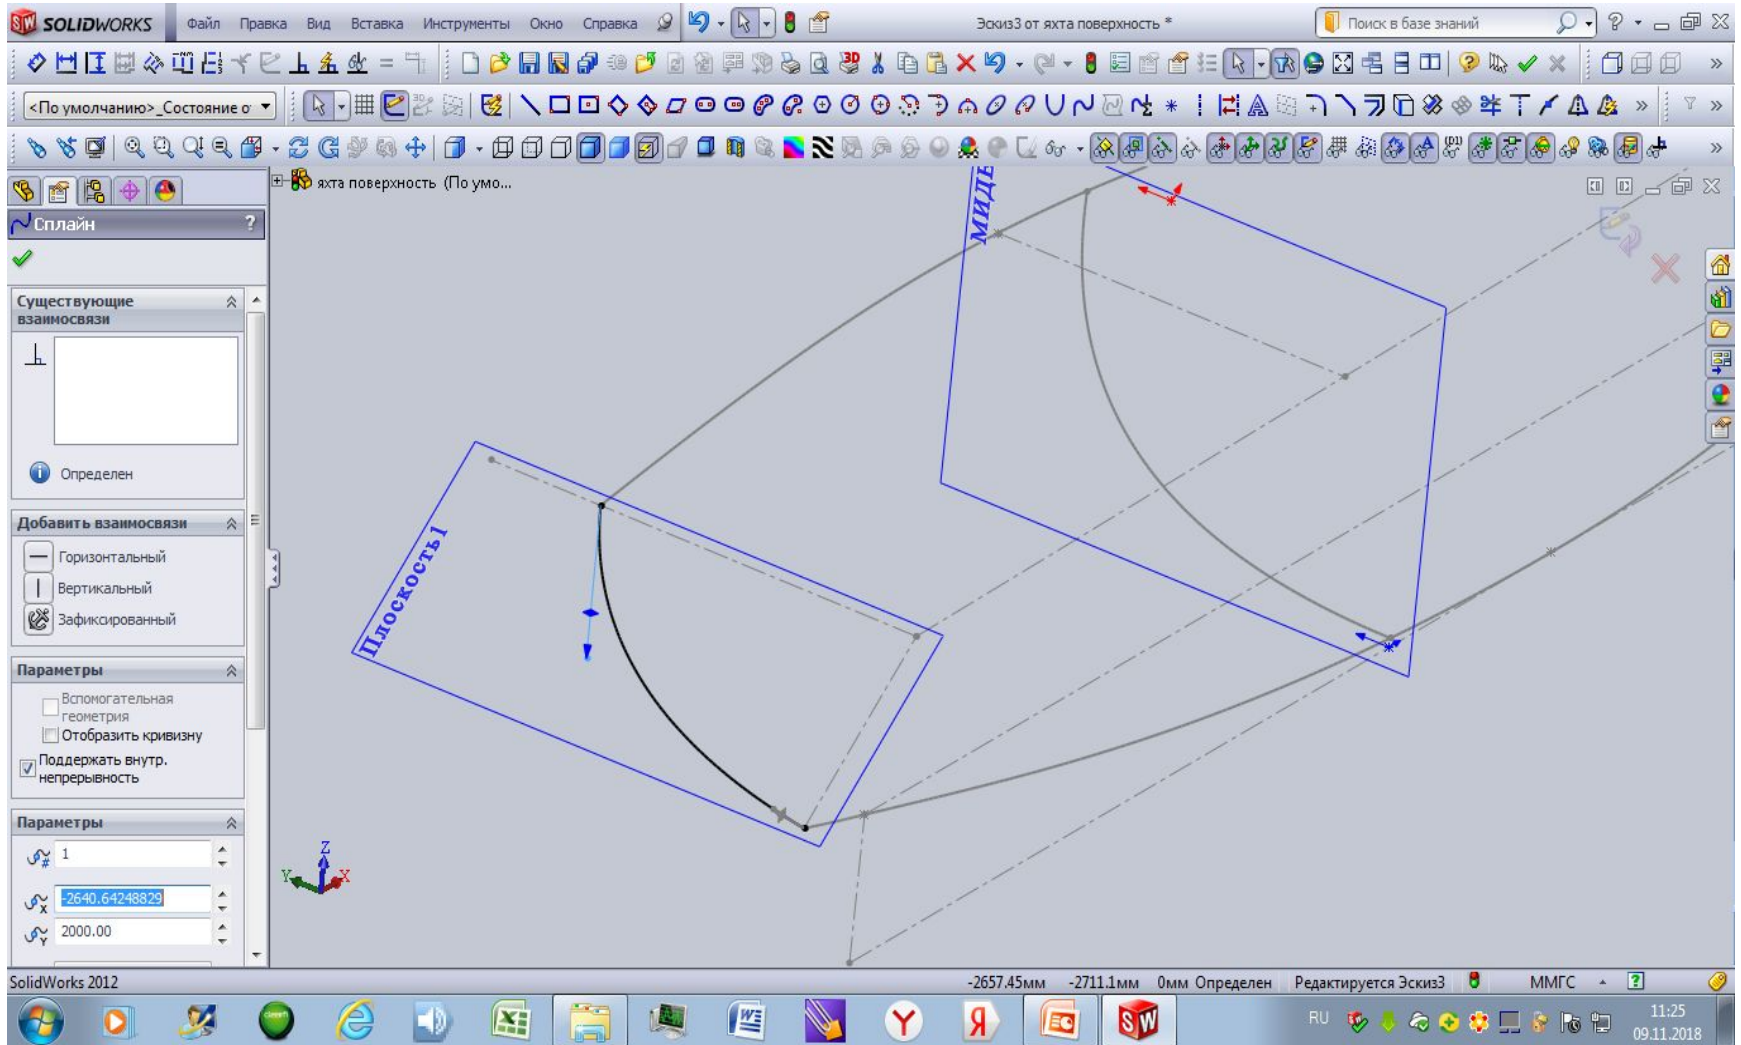 SOLIDWORKS Файл Правка Вид Вставка Инструменты Окно Справка Эскиз3 от яхта поверхность * Поиск в базе знаний
<По умолчанию>_Состояние о
яхта поверхность (По умо...
Сплайн ?
Существующие
взаимосвязи
Определен
Добавить взаимосвязи
Горизонтальный
Вертикальный
Зафиксированный
Параметры
Вспомогательная
геометрия
Отобразить кривизну
Поддержать внутр.
непрерывность
Параметры
1
-2640.64248829
2000.00
Плоскость1
МИДЕ
Z
Y
X
SolidWorks 2012 -2657.45мм -2711.1мм 0мм Определен Редактируется Эскиз3 ММГС
RU 11:25
09.11.2018